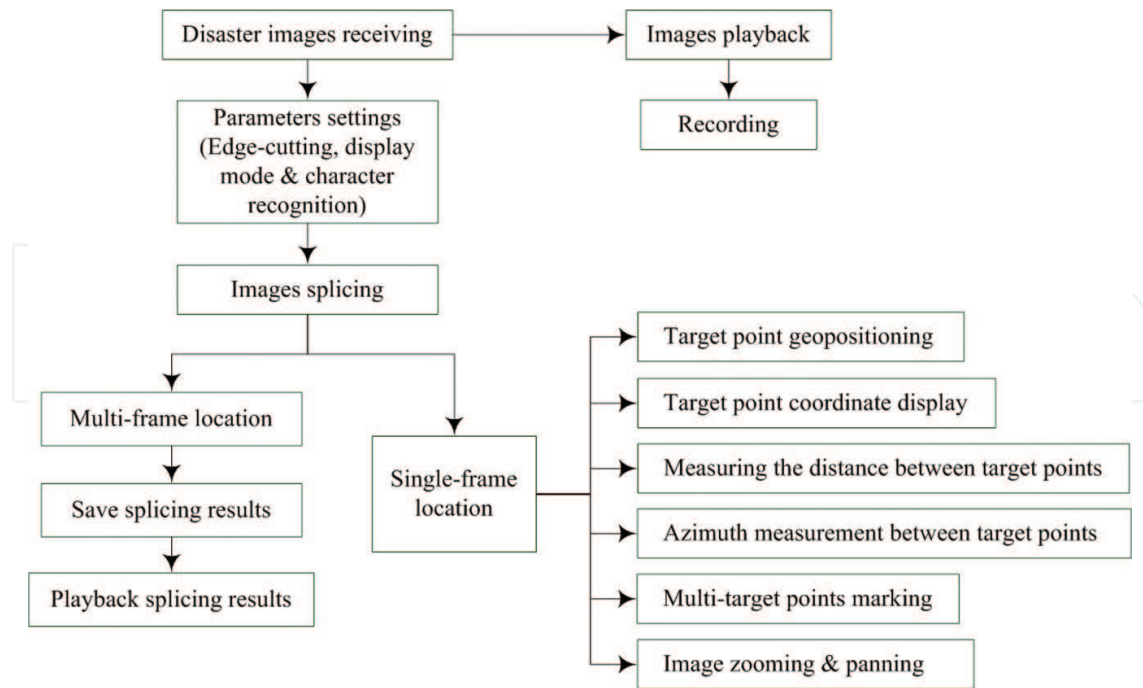 Disaster images receiving
Images playback
Recording
Parameters settings
(Edge-cutting, display
mode & character
recognition)
Images splicing
Multi-frame location
Save splicing results
Playback splicing results
Single-frame
location
Target point geopositioning
Target point coordinate display
Measuring the distance between target points
Azimuth measurement between target points
Multi-target points marking
Image zooming & panning